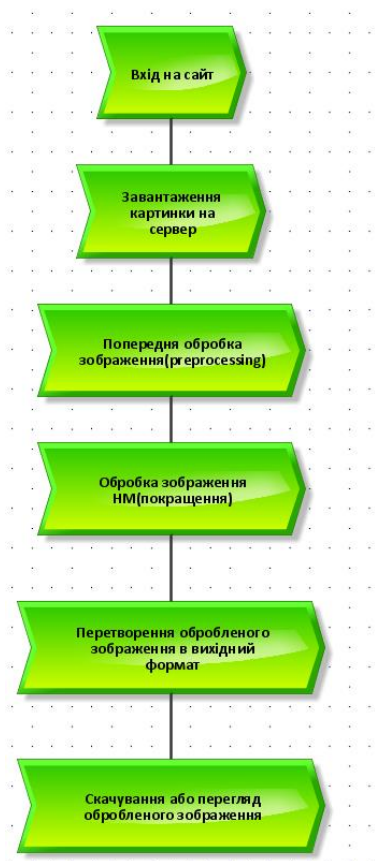 Вхід на сайт
Завантаження
картинки на
сервер
Попередня обробка
зображення(preprocessing)
Обробка зображення
НМ(покращення)
Перетворення обробленого
зображення в вихідний
формат
Скачування або перегляд
обробленого зображення